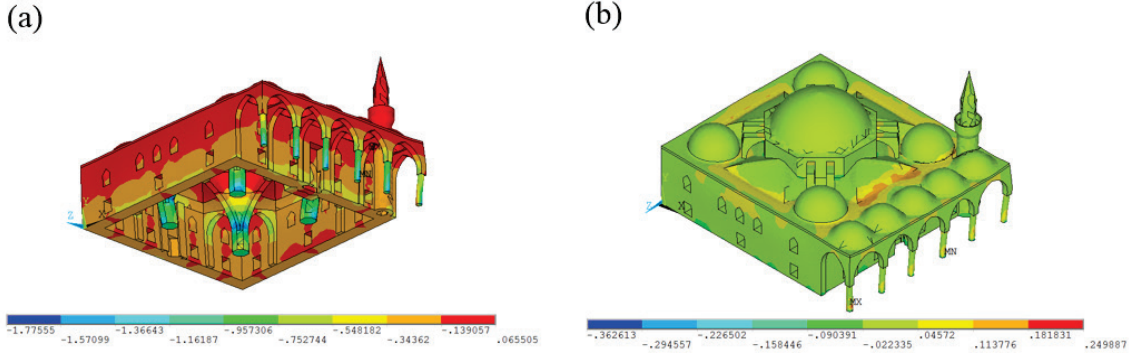 (a)
(b)
MN
Z
X
Y
Z
X
MN
MX
-1.77555
-1.36643
-.957306
-.548182
-.139057
-1.57099
-1.16187
-.752744
-.34362
.065505
-.362613
-.226502
-.090391
.04572
.181831
-.294557
-.158446
-.022335
.113776
.249887